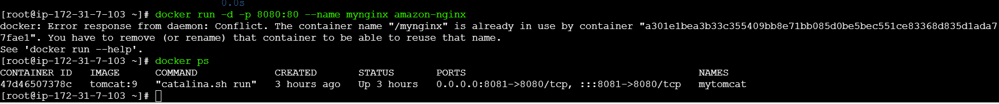 0.0s
[root@ip-172-31-7-103 ~]# docker run -d -p 8080:80 --name mynginx amazon-nginx
docker: Error response from daemon: Conflict. The container name "/mynginx" is already in use by container "a301e1bea3b33c355409bb8e71bb085d0be5bec551ce83368d835d1ada7
7fae1". You have to remove (or rename) that container to be able to reuse that name.
See 'docker run --help'.
[root@ip-172-31-7-103 ~]# docker ps
CONTAINER ID   IMAGE      COMMAND             CREATED       STATUS       PORTS                                       NAMES
47d46507378c   tomcat:9   "catalina.sh run"   3 hours ago   Up 3 hours   0.0.0.0:8081->8080/tcp, :::8081->8080/tcp   mytomcat
[root@ip-172-31-7-103 ~]#